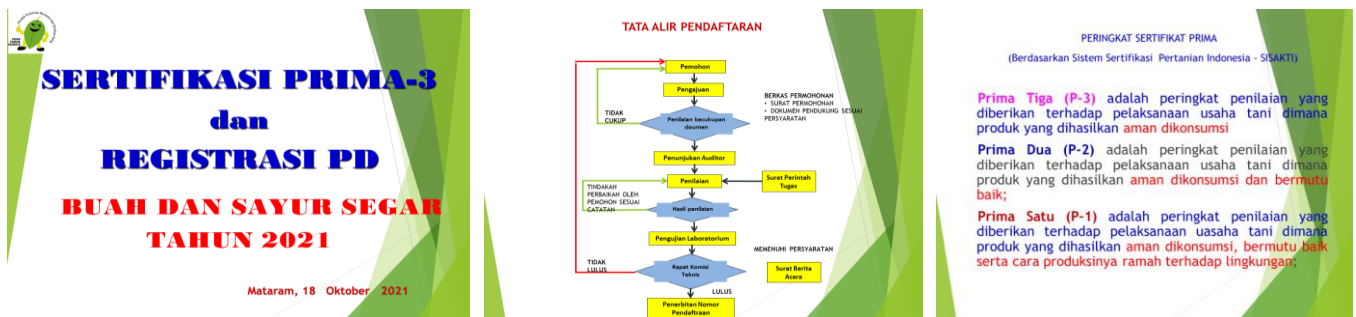 SERTIFIKASI PRIMA-3
dan
REGISTRASI PD
BUAH DAN SAYUR SEGAR
TAHUN 2021
Mataram, 18 Oktober 2021
TATA ALIR PENDAFTARAN
Pemohon
Pengajuan
BERKAS PERMOHONAN
• SURAT PERMOHONAN
• DOKUMEN PENDUKUNG SESUAI
PERSYARATAN
TIDAK
CUKUP
Penilaian kecukupan
doumen
Penunjukan Auditor
Penilaian
Surat Perintah
Tugas
TINDAKAN
PERBAIKAN OLEH
PEMOHON SESUAI
CATATAN
Hasil penilaian
Pengujian Laboratorium
MEMENUHI PERSYARATAN
TIDAK
LULUS
Rapat Komisi
Teknis
Surat Berita
Acara
LULUS
Penerbitan Nomor
Pendaftraan
PERINGKAT SERTIFIKAT PRIMA
(Berdasarkan Sistem Sertifikasi Pertanian Indonesia - SISAKTI)
Prima Tiga (P-3) adalah peringkat penilaian yang
diberikan terhadap pelaksanaan usaha tani dimana
produk yang dihasilkan aman dikonsumsi
Prima Dua (P-2) adalah peringkat penilaian yang
diberikan terhadap pelaksanaan usaha tani dimana
produk yang dihasilkan aman dikonsumsi dan bermutu
baik;
Prima Satu (P-1) adalah peringkat penilaian yang
diberikan terhadap pelaksanaan uasaha tani dimana
produk yang dihasilkan aman dikonsumsi, bermutu baik
serta cara produksinya ramah terhadap lingkungan;